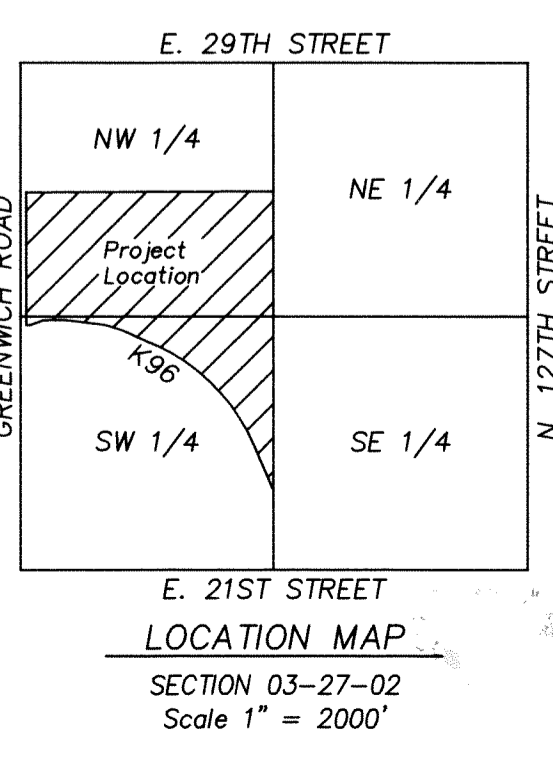 E. 29TH STREET
NW 1/4
NE 1/4
GREENWICH ROAD
Project
Location
N 127TH STREET
K96
SW 1/4
SE 1/4
E. 21ST STREET
LOCATION MAP
SECTION 03-27-02
Scale 1" = 2000'